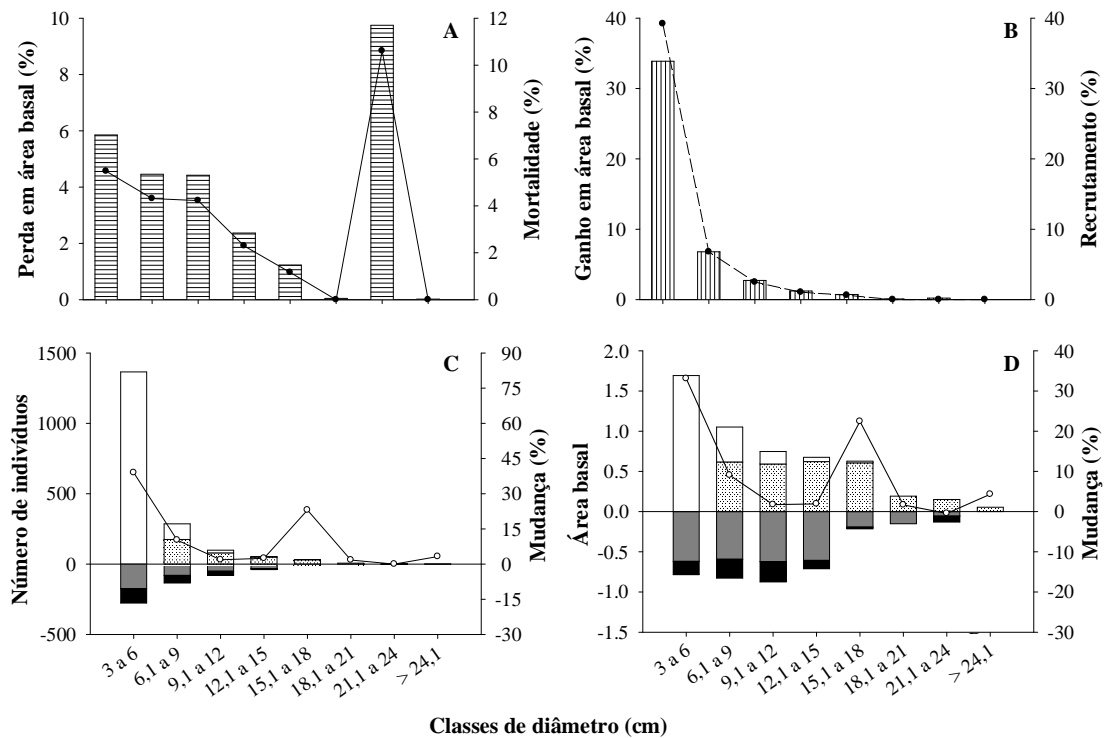 A
Perda em área basal (%)
10
8
6
4
2
0
12
10
8
6
4
2
0
Mortalidade (%)
B
Ganho em área basal (%)
40
30
20
10
0
40
30
20
10
0
Recrutamento (%)
C
Número de indivíduos
1500
1000
500
0
-500
90
75
60
45
30
15
0
-15
-30
Mudança (%)
3 a 6
6,1 a 9
9,1 a 12
12,1 a 15
15,1 a 18
18,1 a 21
21,1 a 24
> 24,1
D
Área basal
2.0
1.5
1.0
0.5
0.0
-0.5
-1.0
-1.5
40
30
20
10
0
-10
-20
-30
Mudança (%)
3 a 6
6,1 a 9
9,1 a 12
12,1 a 15
15,1 a 18
18,1 a 21
21,1 a 24
> 24,1
Classes de diâmetro (cm)